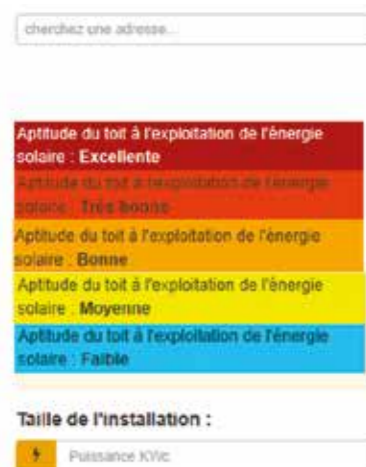 cherchez une adresse...
Aptitude du toit à l'exploitation de l'énergie
solaire : Excellente
Aptitude du toit à l'exploitation de l'énergie
solaire : Très bonne
Aptitude du toit à l'exploitation de l'énergie
solaire : Bonne
Aptitude du toit à l'exploitation de l'énergie
solaire : Moyenne
Aptitude du toit à l'exploitation de l'énergie
solaire : Faible
Taille de l'installation :
Puissance KWc